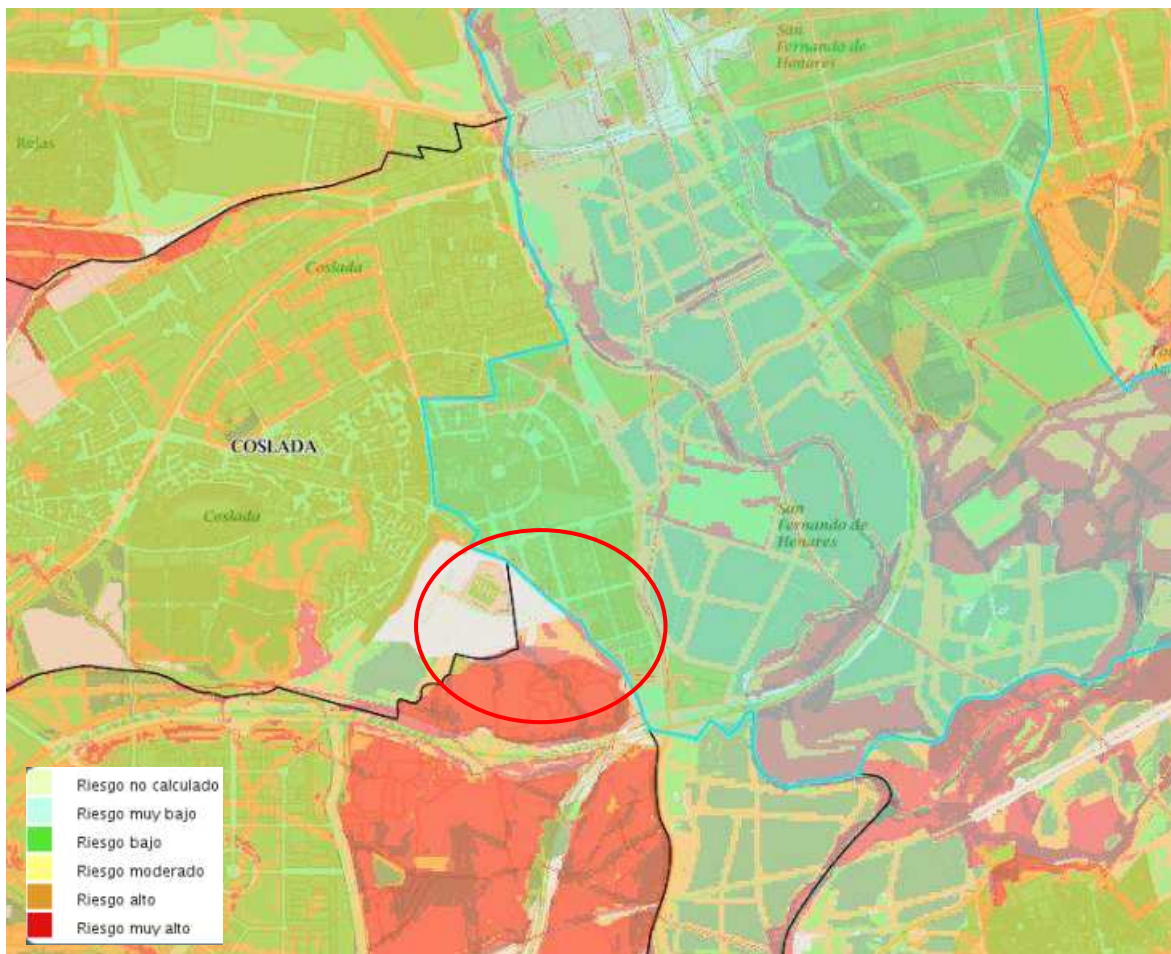 San
Fernando de
Henares
Rejas
Coslada
COSLADA
Coslada
San
Fernando de
Henares
Riesgo no calculado
Riesgo muy bajo
Riesgo bajo
Riesgo moderado
Riesgo alto
Riesgo muy alto